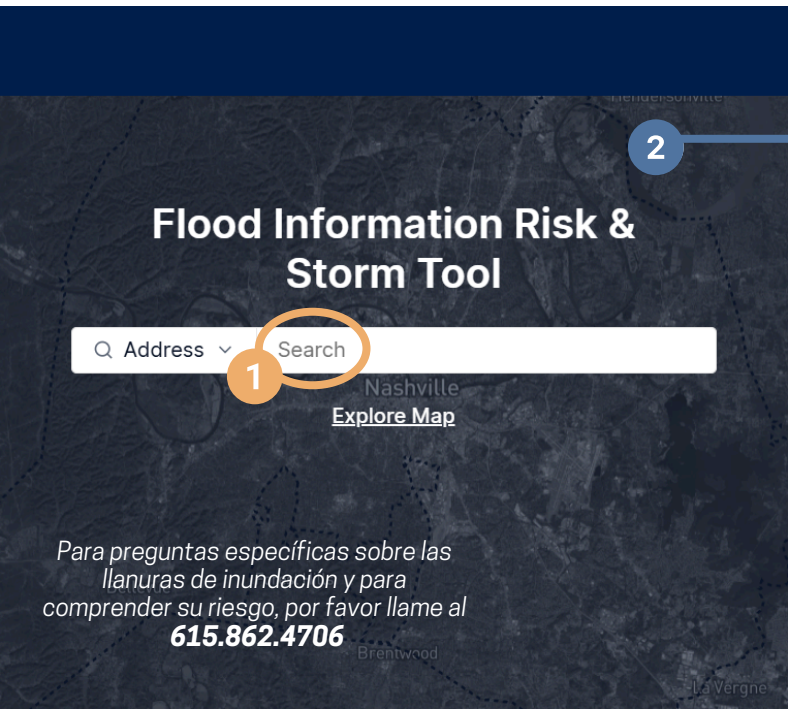 Hendersonville
2
Flood Information Risk &
Storm Tool
Address
Search
1
Nashville
Explore Map
Para preguntas específicas sobre las
llanuras de inundación y para
Bellevue
comprender su riesgo, por favor llame al
615.862.4706
Brentwood
La Vergne